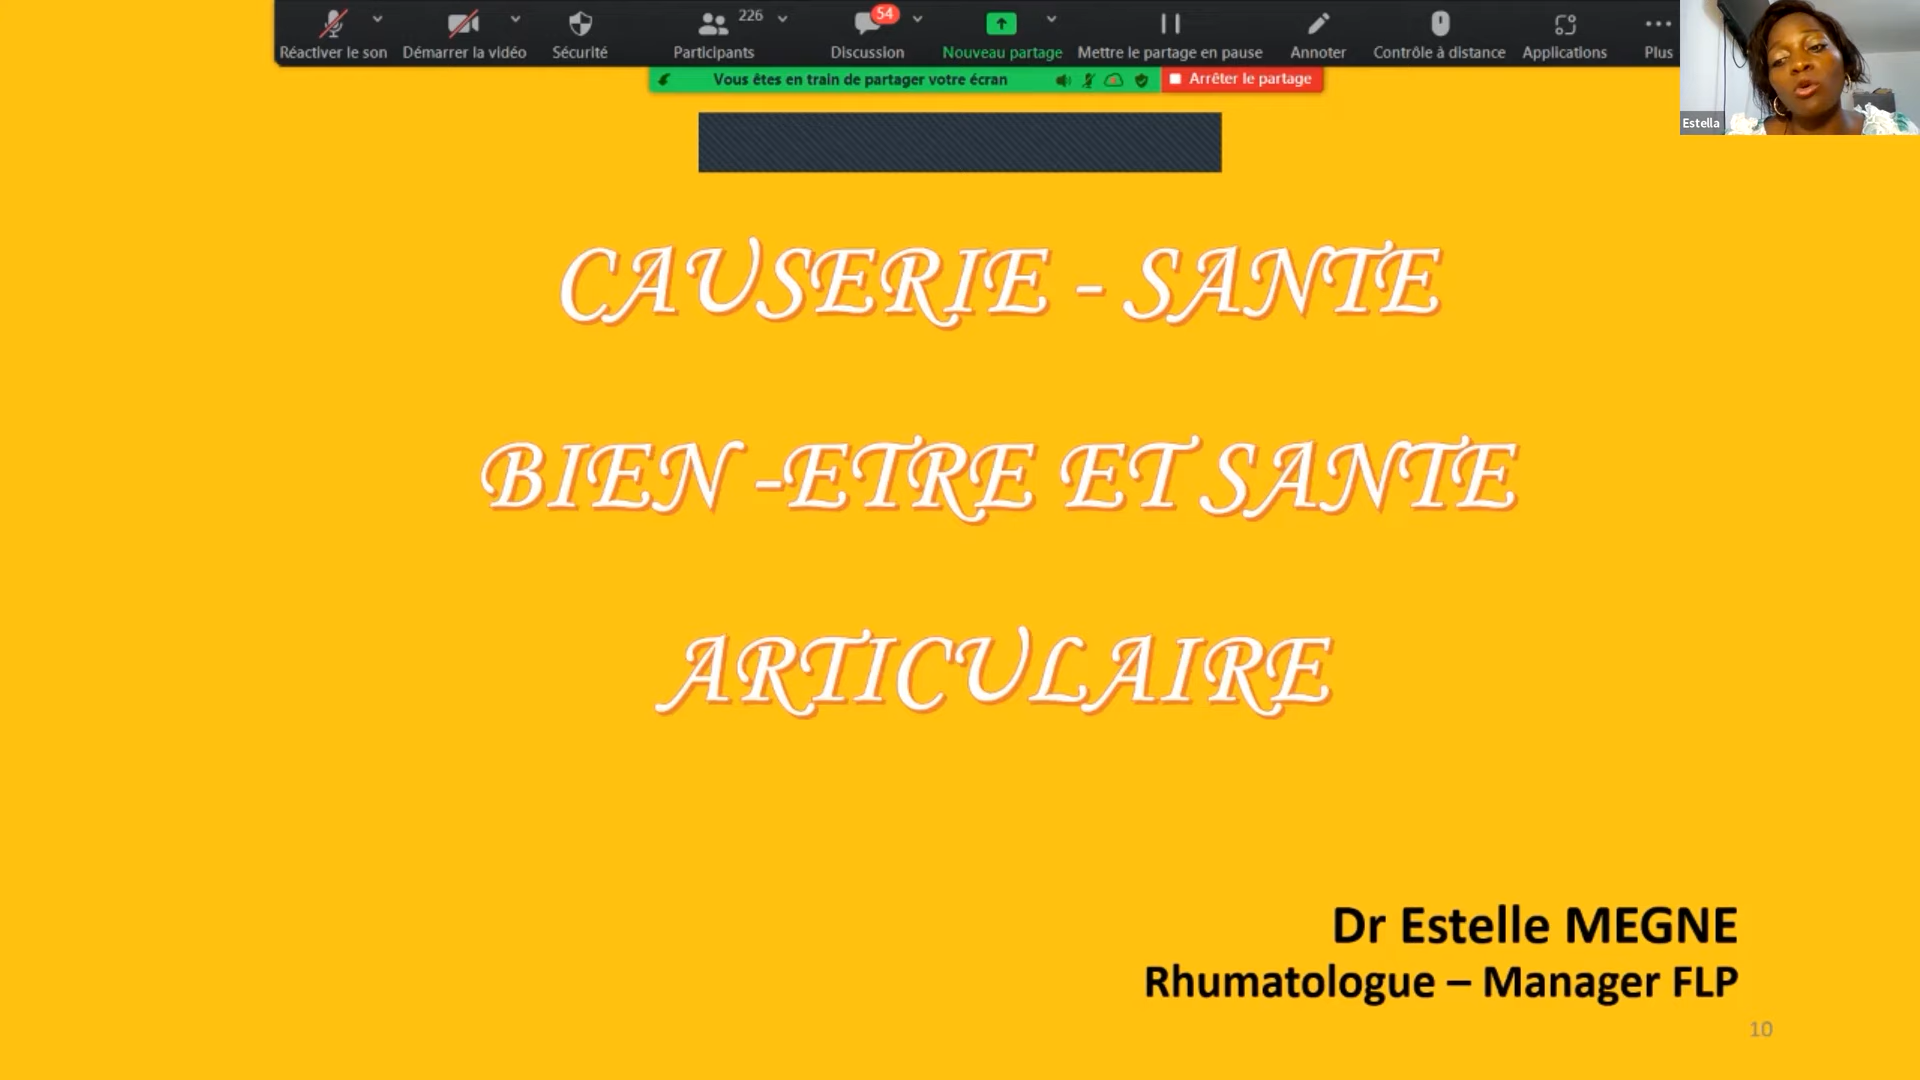 Réactiver le son
Démarrer la vidéo
Sécurité
226
Participants
54
Discussion
Nouveau partage
Mettre le partage en pause
Annoter
Contrôle à distance
Applications
Plus
Vous êtes en train de partager votre écran
Arrêter le partage
Estella
CAUSERIE - SANTE
BIEN -ETRE ET SANTE
ARTICULAIRE
Dr Estelle MEGNE
Rhumatologue – Manager FLP
10